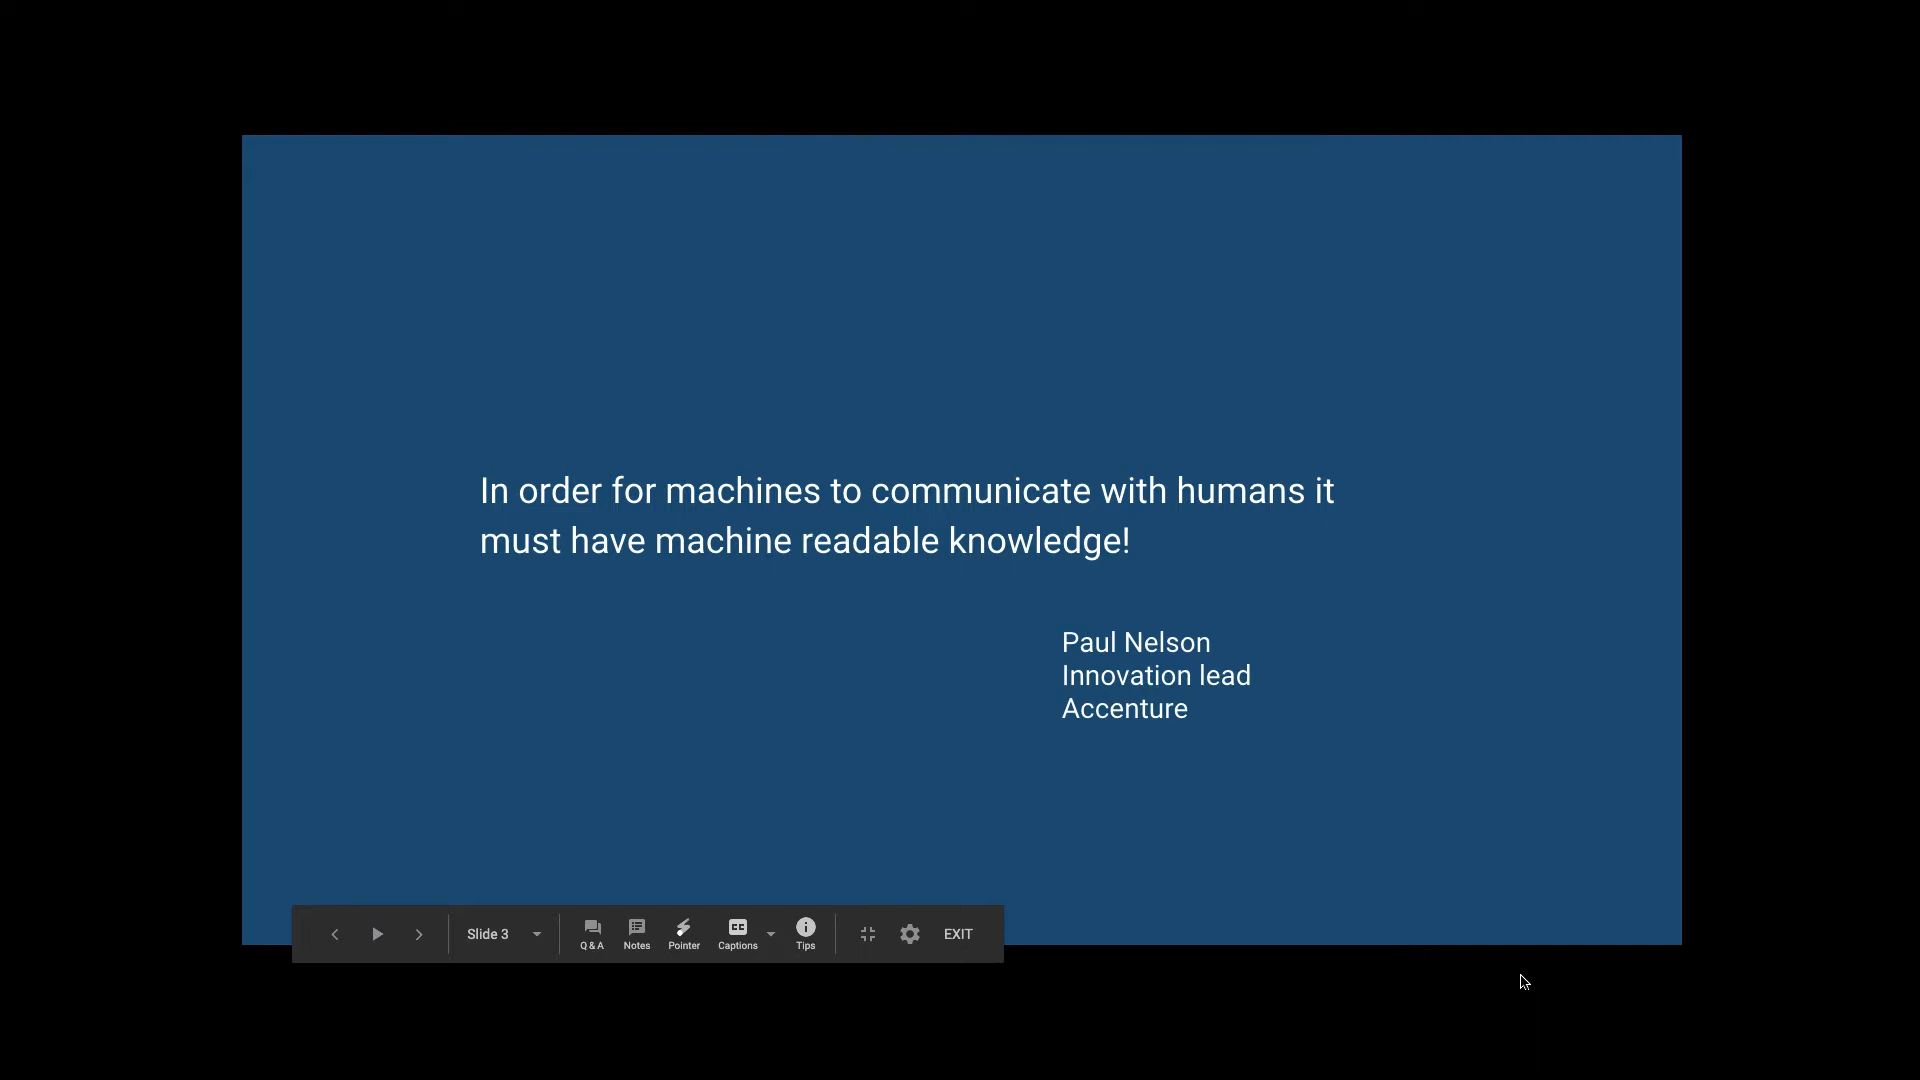 In order for machines to communicate with humans it
must have machine readable knowledge!
Paul Nelson
Innovation lead
Accenture
Slide 3
Q & A
Notes
Pointer
CC
Captions
Tips
EXIT